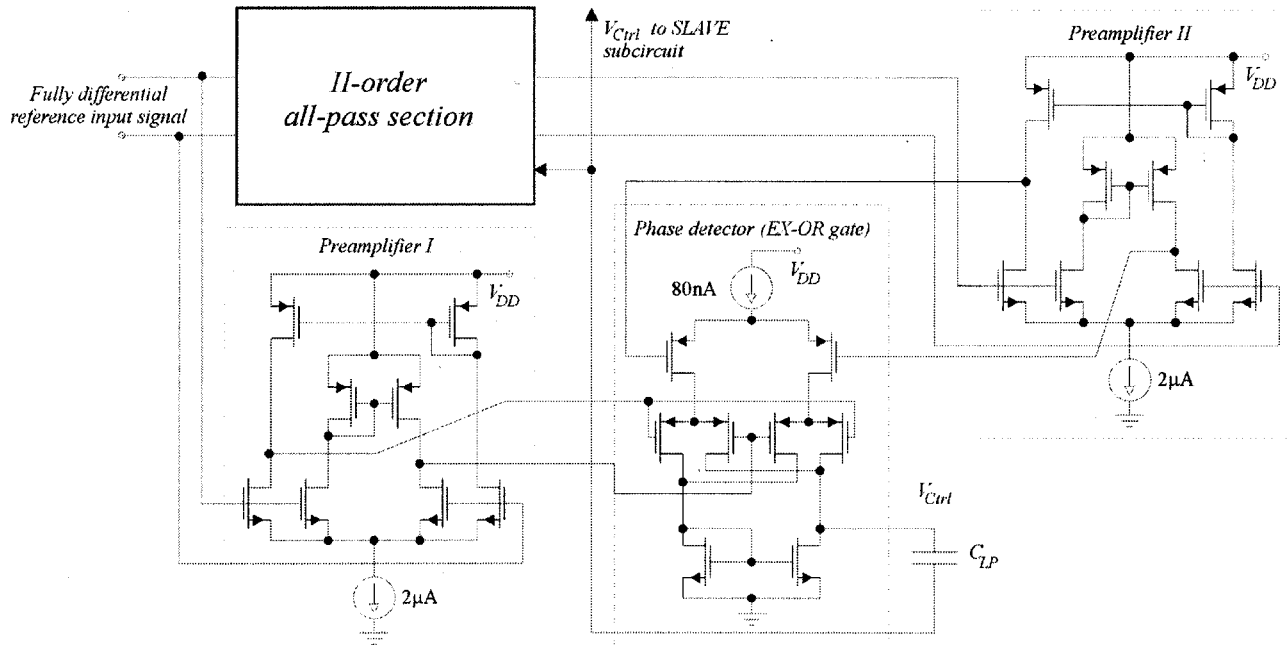 V_Ctrl to SLAVE
subcircuit
Preamplifier II
V_DD
II-order
all-pass section
Fully differential
reference input signal
Preamplifier I
V_DD
Phase detector (EX-OR gate)
V_DD
80nA
2μA
V_Ctrl
C_LP
2μA